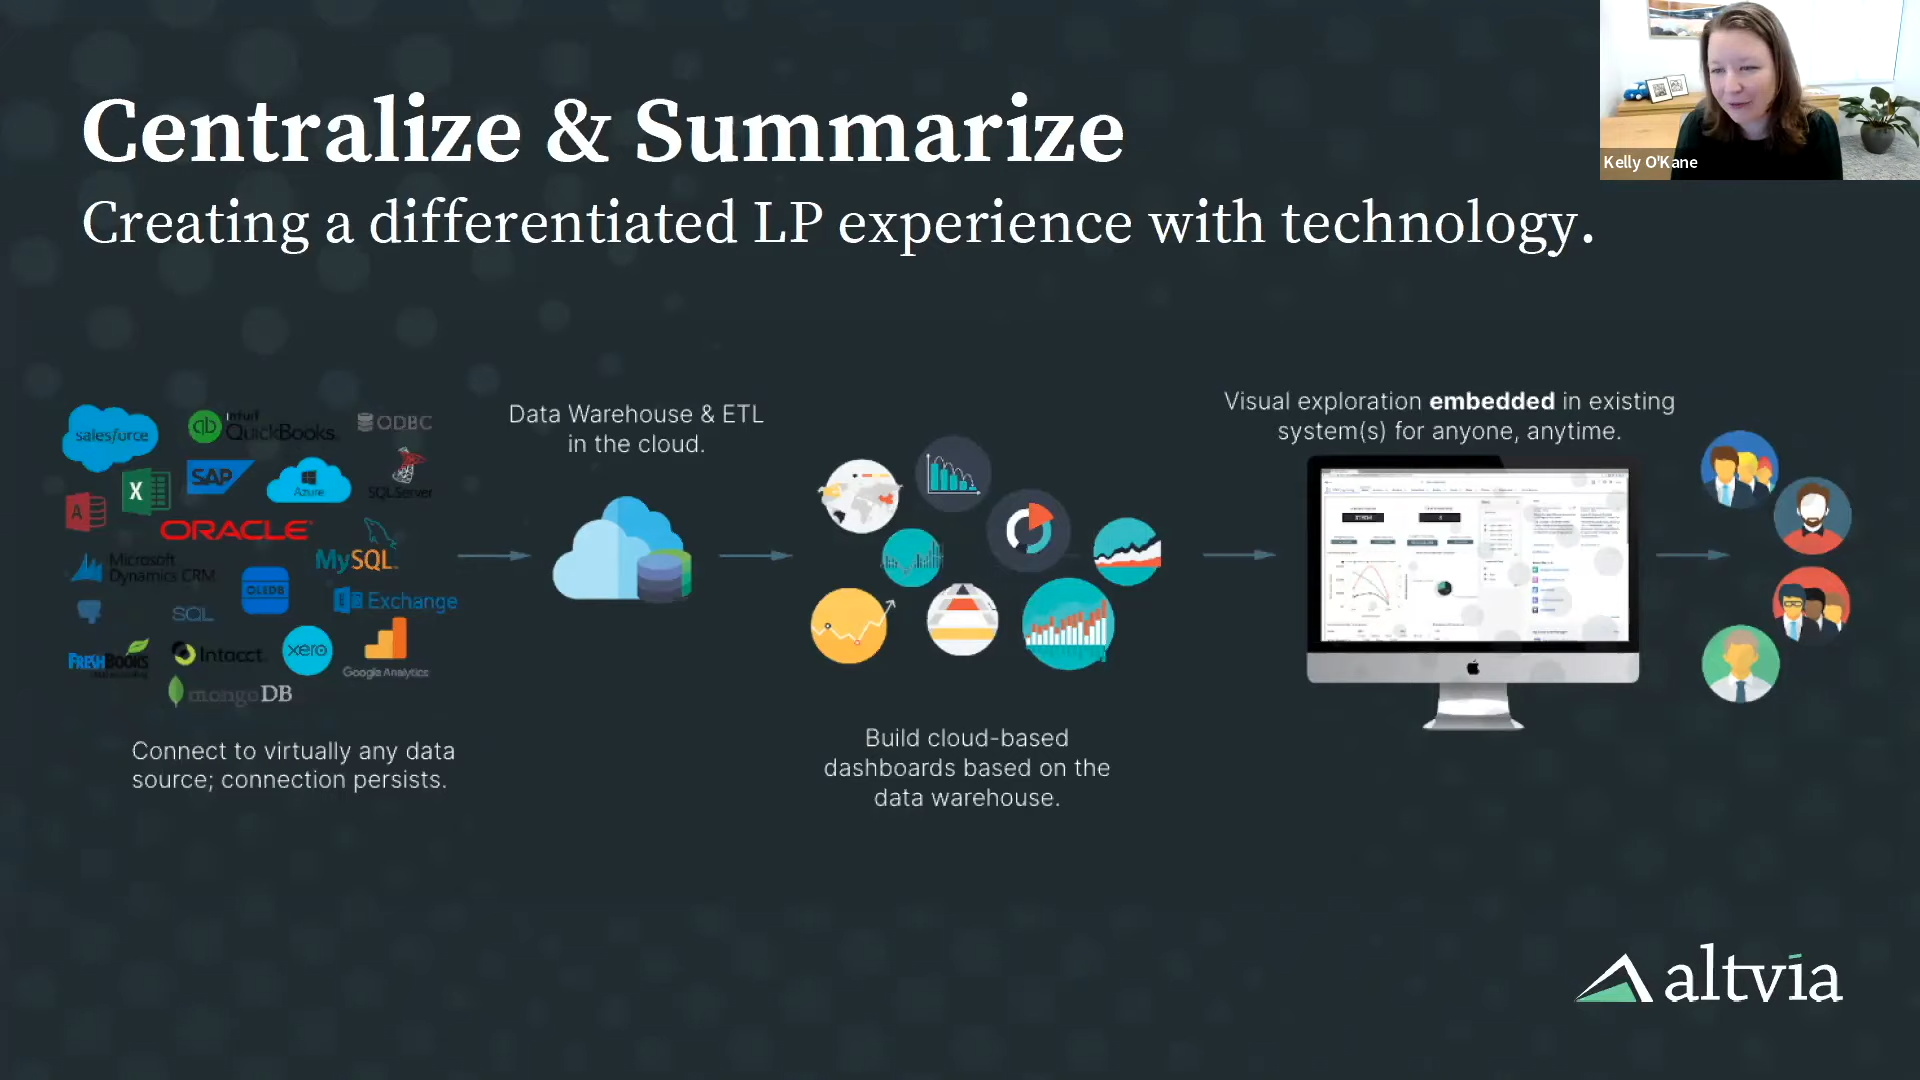 Centralize & Summarize
Creating a differentiated LP experience with technology.
Kelly O'Kane
salesforce
intuit
QuickBooks
ODBC
SAP
Azure
SQL Server
X
A
ORACLE
MySQL
Microsoft
Dynamics CRM
OLEDB
SQL
Exchange
FRESHBOOKS
Intacct
xero
Google Analytics
mongoDB
Connect to virtually any data
source; connection persists.
Data Warehouse & ETL
in the cloud.
Build cloud-based
dashboards based on the
data warehouse.
Visual exploration embedded in existing
system(s) for anyone, anytime.
altvia